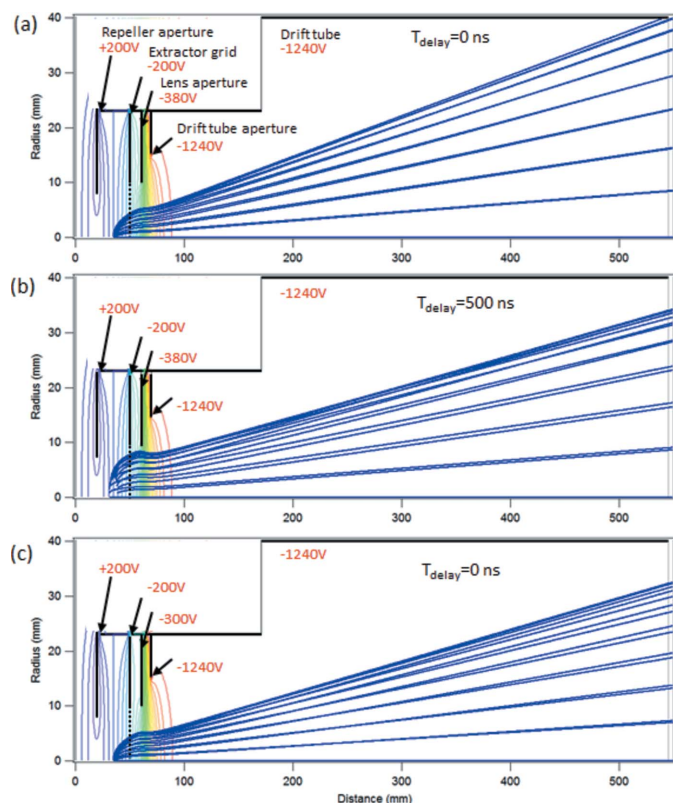 (a)
Repeller aperture
+200V
Extractor grid
-200V
Lens aperture
-380V
Drift tube aperture
-1240V
Drift tube
-1240V
T_delay=0 ns
40
30
20
10
0
Radius (mm)
0
100
200
300
400
500
(b)
+200V
-200V
-380V
-1240V
-1240V
T_delay=500 ns
40
30
20
10
0
Radius (mm)
0
100
200
300
400
500
(c)
+200V
-200V
-300V
-1240V
-1240V
T_delay=0 ns
40
30
20
10
0
Radius (mm)
0
100
200
300
400
500
Distance (mm)